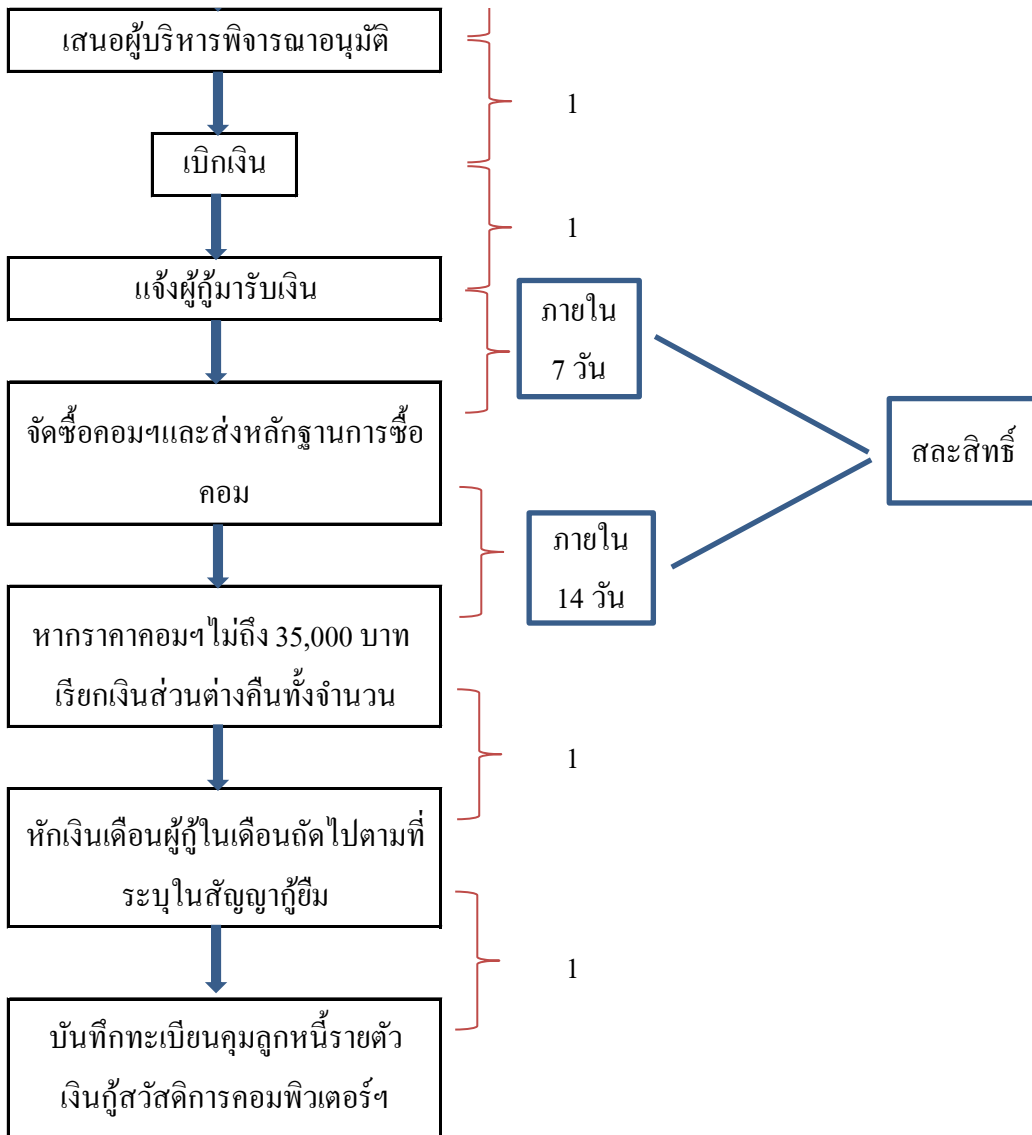 เสนอผู้บริหารพิจารณาอนุมัติ
1
เบิกเงิน
1
แจ้งผู้กู้มารับเงิน
ภายใน
7 วัน
จัดซื้อคอมฯและส่งหลักฐานการซื้อ
คอม
สละสิทธิ์
ภายใน
14 วัน
หากราคาคอมฯไม่ถึง 35,000 บาท
เรียกเงินส่วนต่างคืนทั้งจำนวน
1
หักเงินเดือนผู้กู้ในเดือนถัดไปตามที่
ระบุในสัญญากู้ยืม
1
บันทึกทะเบียนคุมลูกหนี้รายตัว
เงินกู้สวัสดิการคอมพิวเตอร์ฯ